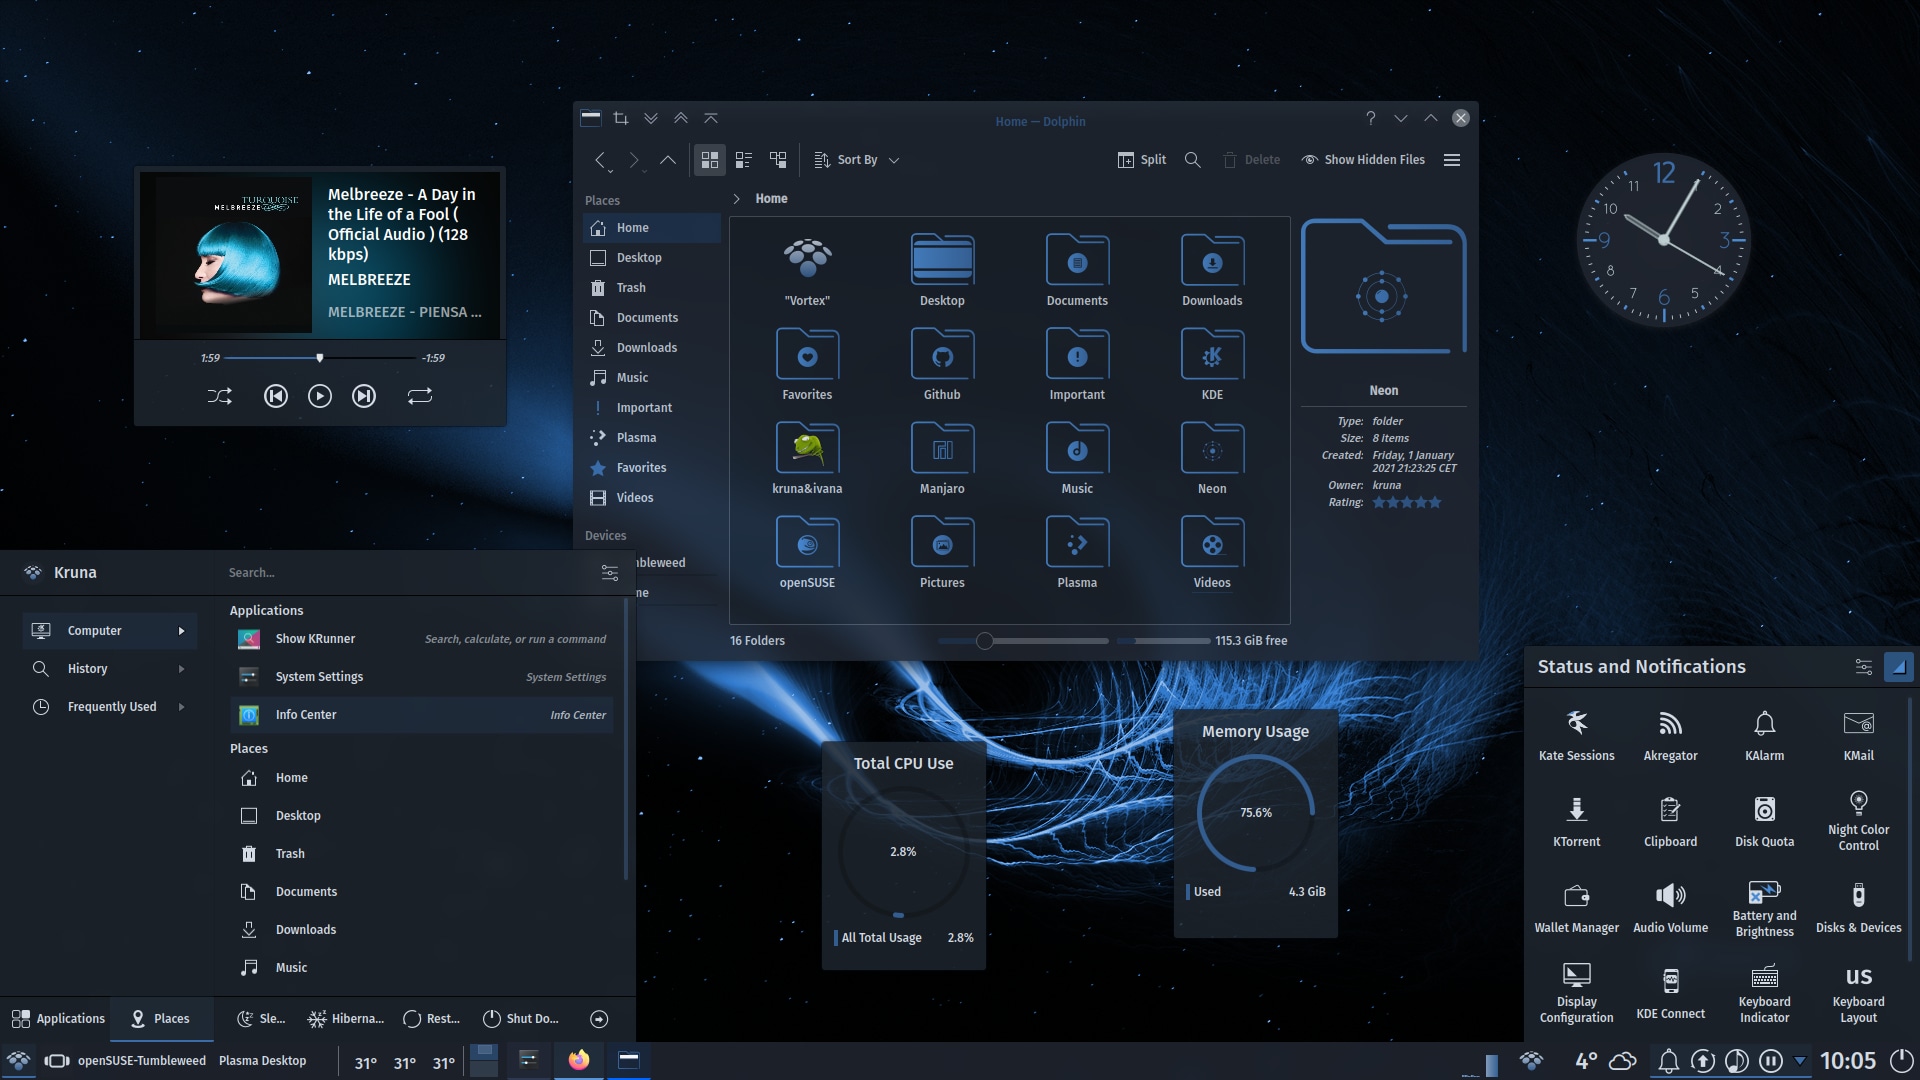 Home — Dolphin
Sort By
Split
Delete
Show Hidden Files
Places
Home
Desktop
Trash
Documents
Downloads
Music
Important
Plasma
Favorites
Videos
Devices
mbleweed
me
Home
"Vortex"
Desktop
Documents
Downloads
Favorites
Github
Important
KDE
kruna&ivana
Manjaro
Music
Neon
openSUSE
Pictures
Plasma
Videos
16 Folders
115.3 GiB free
Neon
Type: folder
Size: 8 items
Created: Friday, 1 January
2021 21:23:25 CET
Owner: kruna
Rating:
TURQUOISE
MELBREEZE
Melbreeze - A Day in
the Life of a Fool (
Official Audio ) (128
kbps)
MELBREEZE
MELBREEZE - PIENSA ...
1:59
-1:59
12
11
2
10
3
9
4
8
5
7
6
Kruna
Search...
Computer
History
Frequently Used
Applications
Show KRunner Search, calculate, or run a command
System Settings System Settings
Info Center Info Center
Places
Home
Desktop
Trash
Documents
Downloads
Music
Applications
Places
Sle...
Hiberna...
Rest...
Shut Do...
Total CPU Use
2.8%
All Total Usage 2.8%
Memory Usage
75.6%
Used 4.3 GiB
Status and Notifications
Kate Sessions
Akregator
KAlarm
KMail
KTorrent
Clipboard
Disk Quota
Night Color
Control
Wallet Manager
Audio Volume
Battery and
Brightness
Disks & Devices
Display
Configuration
KDE Connect
Keyboard
Indicator
us
Keyboard
Layout
openSUSE-Tumbleweed
Plasma Desktop
31° 31° 31°
4°
10:05